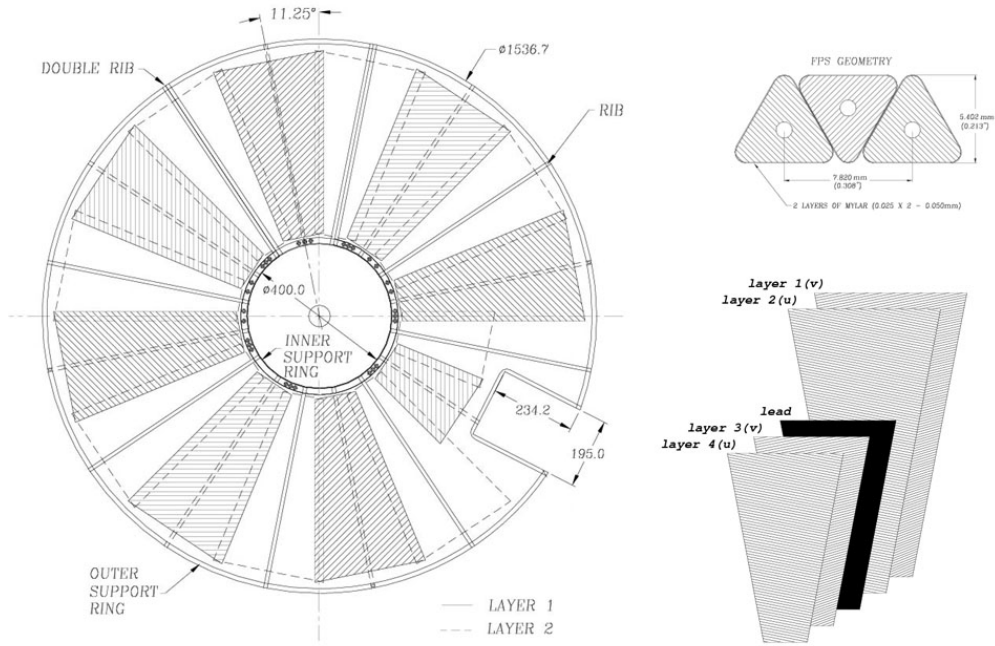 11.25°
ø1536.7
DOUBLE RIB
RIB
ø400.0
INNER
SUPPORT
RING
234.2
195.0
OUTER
SUPPORT
RING
LAYER 1
LAYER 2
FPS GEOMETRY
5.402 mm
(0.213")
7.820 mm
(0.308")
2 LAYERS OF MYLAR (0.025 X 2 - 0.050mm)
layer 1(v)
layer 2(u)
lead
layer 3(v)
layer 4(u)